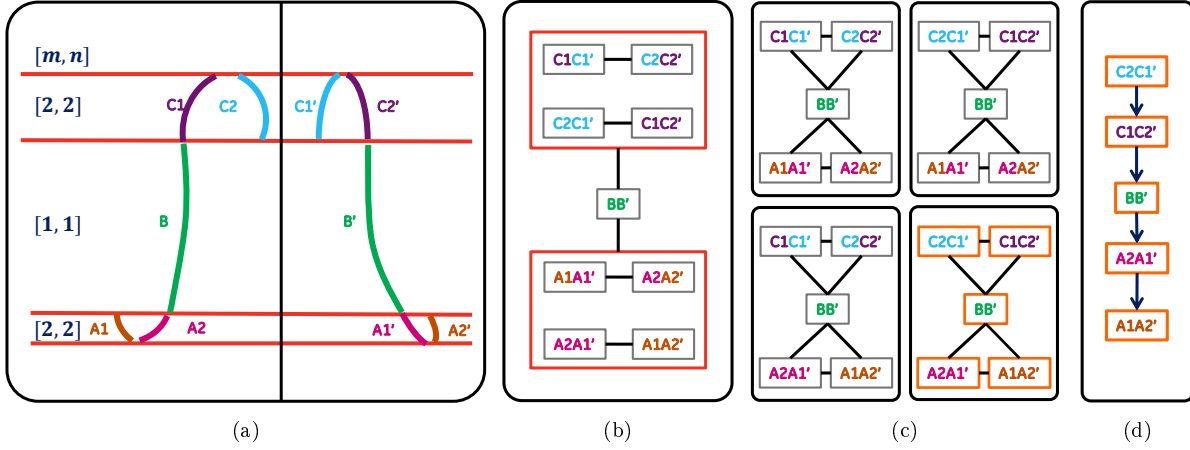 [m, n]
[2, 2]
C1
C2
C1′
C2′
[1, 1]
B
B′
[2, 2]
A1
A2
A1′
A2′
(a)
C1C1′
C2C2′
C2C1′
C1C2′
BB′
A1A1′
A2A2′
A2A1′
A1A2′
(b)
C1C1′
C2C2′
BB′
A1A1′
A2A2′
C2C1′
C1C2′
BB′
A1A1′
A2A2′
C1C1′
C2C2′
BB′
A2A1′
A1A2′
C2C1′
C1C2′
BB′
A2A1′
A1A2′
(c)
C2C1′
C1C2′
BB′
A2A1′
A1A2′
(d)